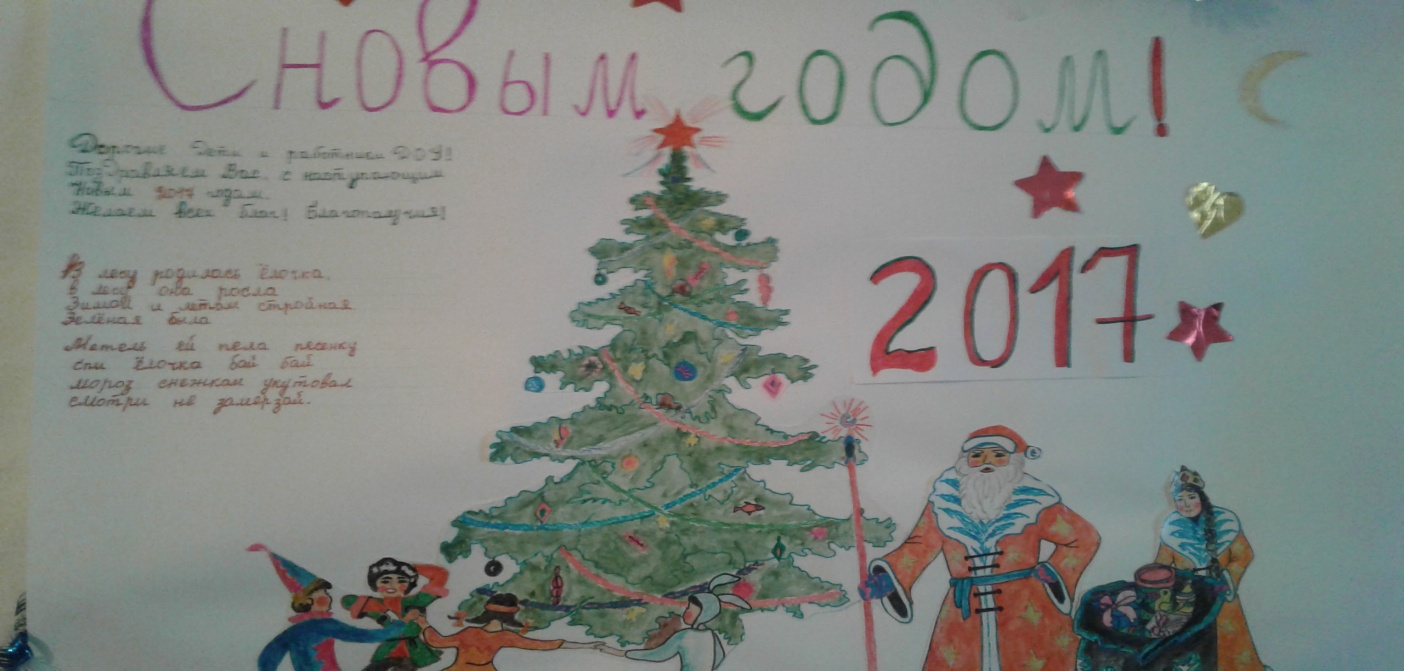 С новым годом!
Дорогие Дети и работники ДОУ!
Поздравляем Вас, с наступающим
Новым 2017 годом.
Желаем всех благ! Благополучия!
В лесу родилась ёлочка,
в лесу она росла
Зимой и летом стройная
Зелёная была
Метель ей пела песенку
спи ёлочка бай бай
мороз снежком укутовал
смотри не замерзай.
2017